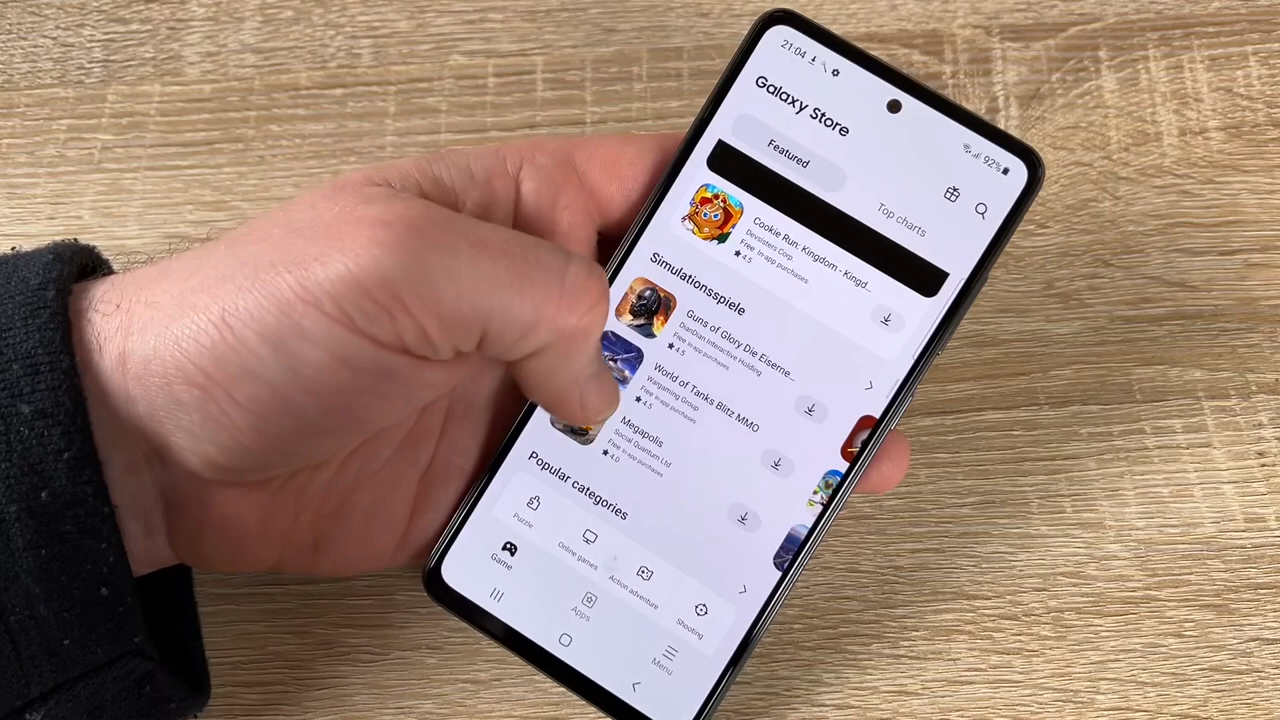 21:04
92%
Galaxy Store
Featured
Top charts
Cookie Run: Kingdom - Kingd...
Devsisters Corp.
Free In-app purchases
★4.5
Simulationsspiele
Guns of Glory Die Eiserne...
DianDian Interactive Holding
Free In-app purchases
★4.5
World of Tanks Blitz MMO
Wargaming Group
Free In-app purchases
★4.5
Megapolis
Social Quantum Ltd
Free In-app purchases
★4.0
Popular categories
Puzzle
Online games
Action adventure
Shooting
Game
Apps
Menu